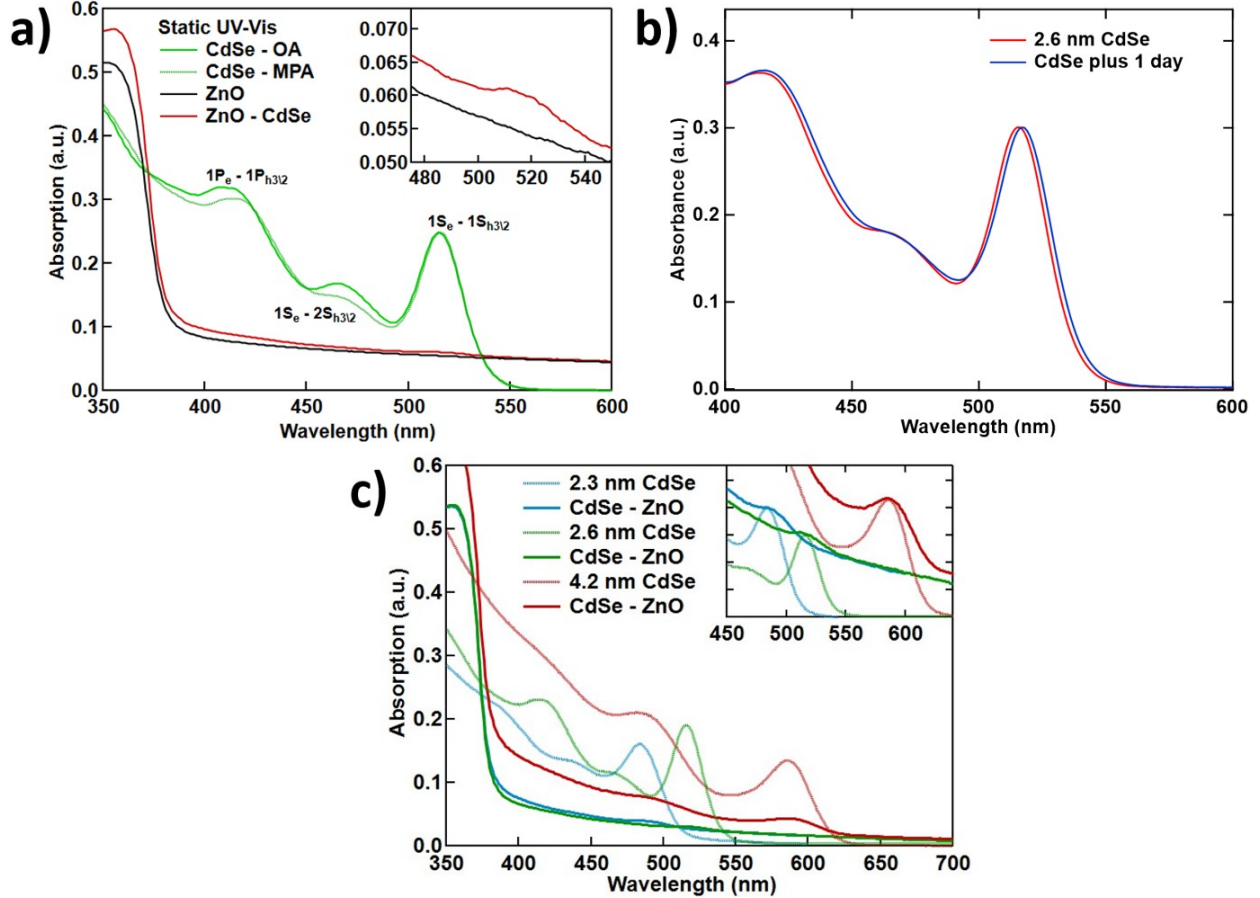 a)
Static UV-Vis
CdSe - OA
CdSe - MPA
ZnO
ZnO - CdSe
0.6
0.5
0.4
0.3
0.2
0.1
0.0
Absorption (a.u.)
350
400
450
500
550
600
Wavelength (nm)
1Pe - 1Ph3\2
1Se - 2Sh3\2
1Se - 1Sh3\2
0.070
0.065
0.060
0.055
0.050
480
500
520
540
b)
2.6 nm CdSe
CdSe plus 1 day
0.4
0.3
0.2
0.1
0.0
Absorbance (a.u.)
400
450
500
550
600
Wavelength (nm)
c)
2.3 nm CdSe
CdSe - ZnO
2.6 nm CdSe
CdSe - ZnO
4.2 nm CdSe
CdSe - ZnO
0.6
0.5
0.4
0.3
0.2
0.1
0.0
Absorption (a.u.)
350
400
450
500
550
600
650
700
Wavelength (nm)
450
500
550
600